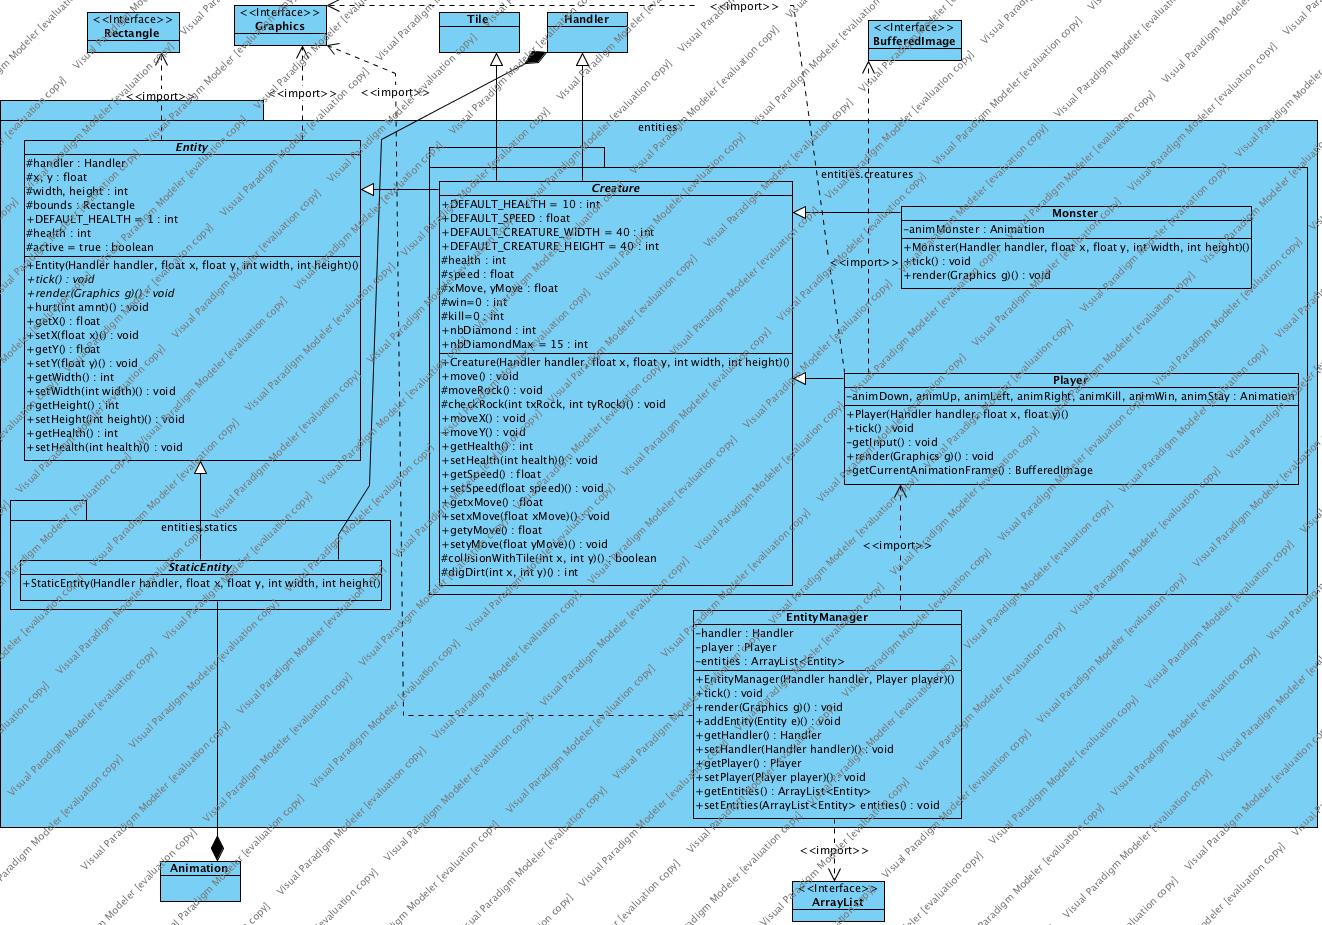 <<Interface>>
Rectangle
<<Interface>>
Graphics
Tile
Handler
<<import>>
<<Interface>>
BufferedImage
<<import>>
<<import>>
<<import>>
entities
Entity
#handler : Handler
#x, y : float
#width, height : int
#bounds : Rectangle
+DEFAULT_HEALTH = 1 : int
#health : int
#active = true : boolean
+Entity(Handler handler, float x, float y, int width, int height)()
+tick() : void
+render(Graphics g)() : void
+hurt(int amnt)() : void
+getX() : float
+setX(float x)() : void
+getY() : float
+setY(float y)() : void
+getWidth() : int
+setWidth(int width)() : void
+getHeight() : int
+setHeight(int height)() : void
+getHealth() : int
+setHealth(int health)() : void
entities.statics
StaticEntity
+StaticEntity(Handler handler, float x, float y, int width, int height)()
entities.creatures
Creature
+DEFAULT_HEALTH = 10 : int
+DEFAULT_SPEED : float
+DEFAULT_CREATURE_WIDTH = 40 : int
+DEFAULT_CREATURE_HEIGHT = 40 : int
#health : int
#speed : float
#xMove, yMove : float
#win=0 : int
#kill=0 : int
+nbDiamond : int
+nbDiamondMax = 15 : int
+Creature(Handler handler, float x, float y, int width, int height)()
+move() : void
#moveRock() : void
#checkRock(int txRock, int tyRock)() : void
+moveX() : void
+moveY() : void
+getHealth() : int
+setHealth(int health)() : void
+getSpeed() : float
+setSpeed(float speed)() : void
+getxMove() : float
+setxMove(float xMove)() : void
+getyMove() : float
+setyMove(float yMove)() : void
#collisionWithTile(int x, int y)() : boolean
#digDirt(int x, int y)() : int
Monster
-animMonster : Animation
+Monster(Handler handler, float x, float y, int width, int height)()
+tick() : void
+render(Graphics g)() : void
<<import>>
Player
-animDown, animUp, animLeft, animRight, animKill, animWin, animStay : Animation
+Player(Handler handler, float x, float y)()
+tick() : void
-getInput() : void
+render(Graphics g)() : void
-getCurrentAnimationFrame() : BufferedImage
<<import>>
EntityManager
-handler : Handler
-player : Player
-entities : ArrayList<Entity>
+EntityManager(Handler handler, Player player)()
+tick() : void
+render(Graphics g)() : void
+addEntity(Entity e)() : void
+getHandler() : Handler
+setHandler(Handler handler)() : void
+getPlayer() : Player
+setPlayer(Player player)() : void
+getEntities() : ArrayList<Entity>
+setEntities(ArrayList<Entity> entities() : void
<<import>>
Animation
<<Interface>>
ArrayList
Visual Paradigm Modeler [evaluation copy]